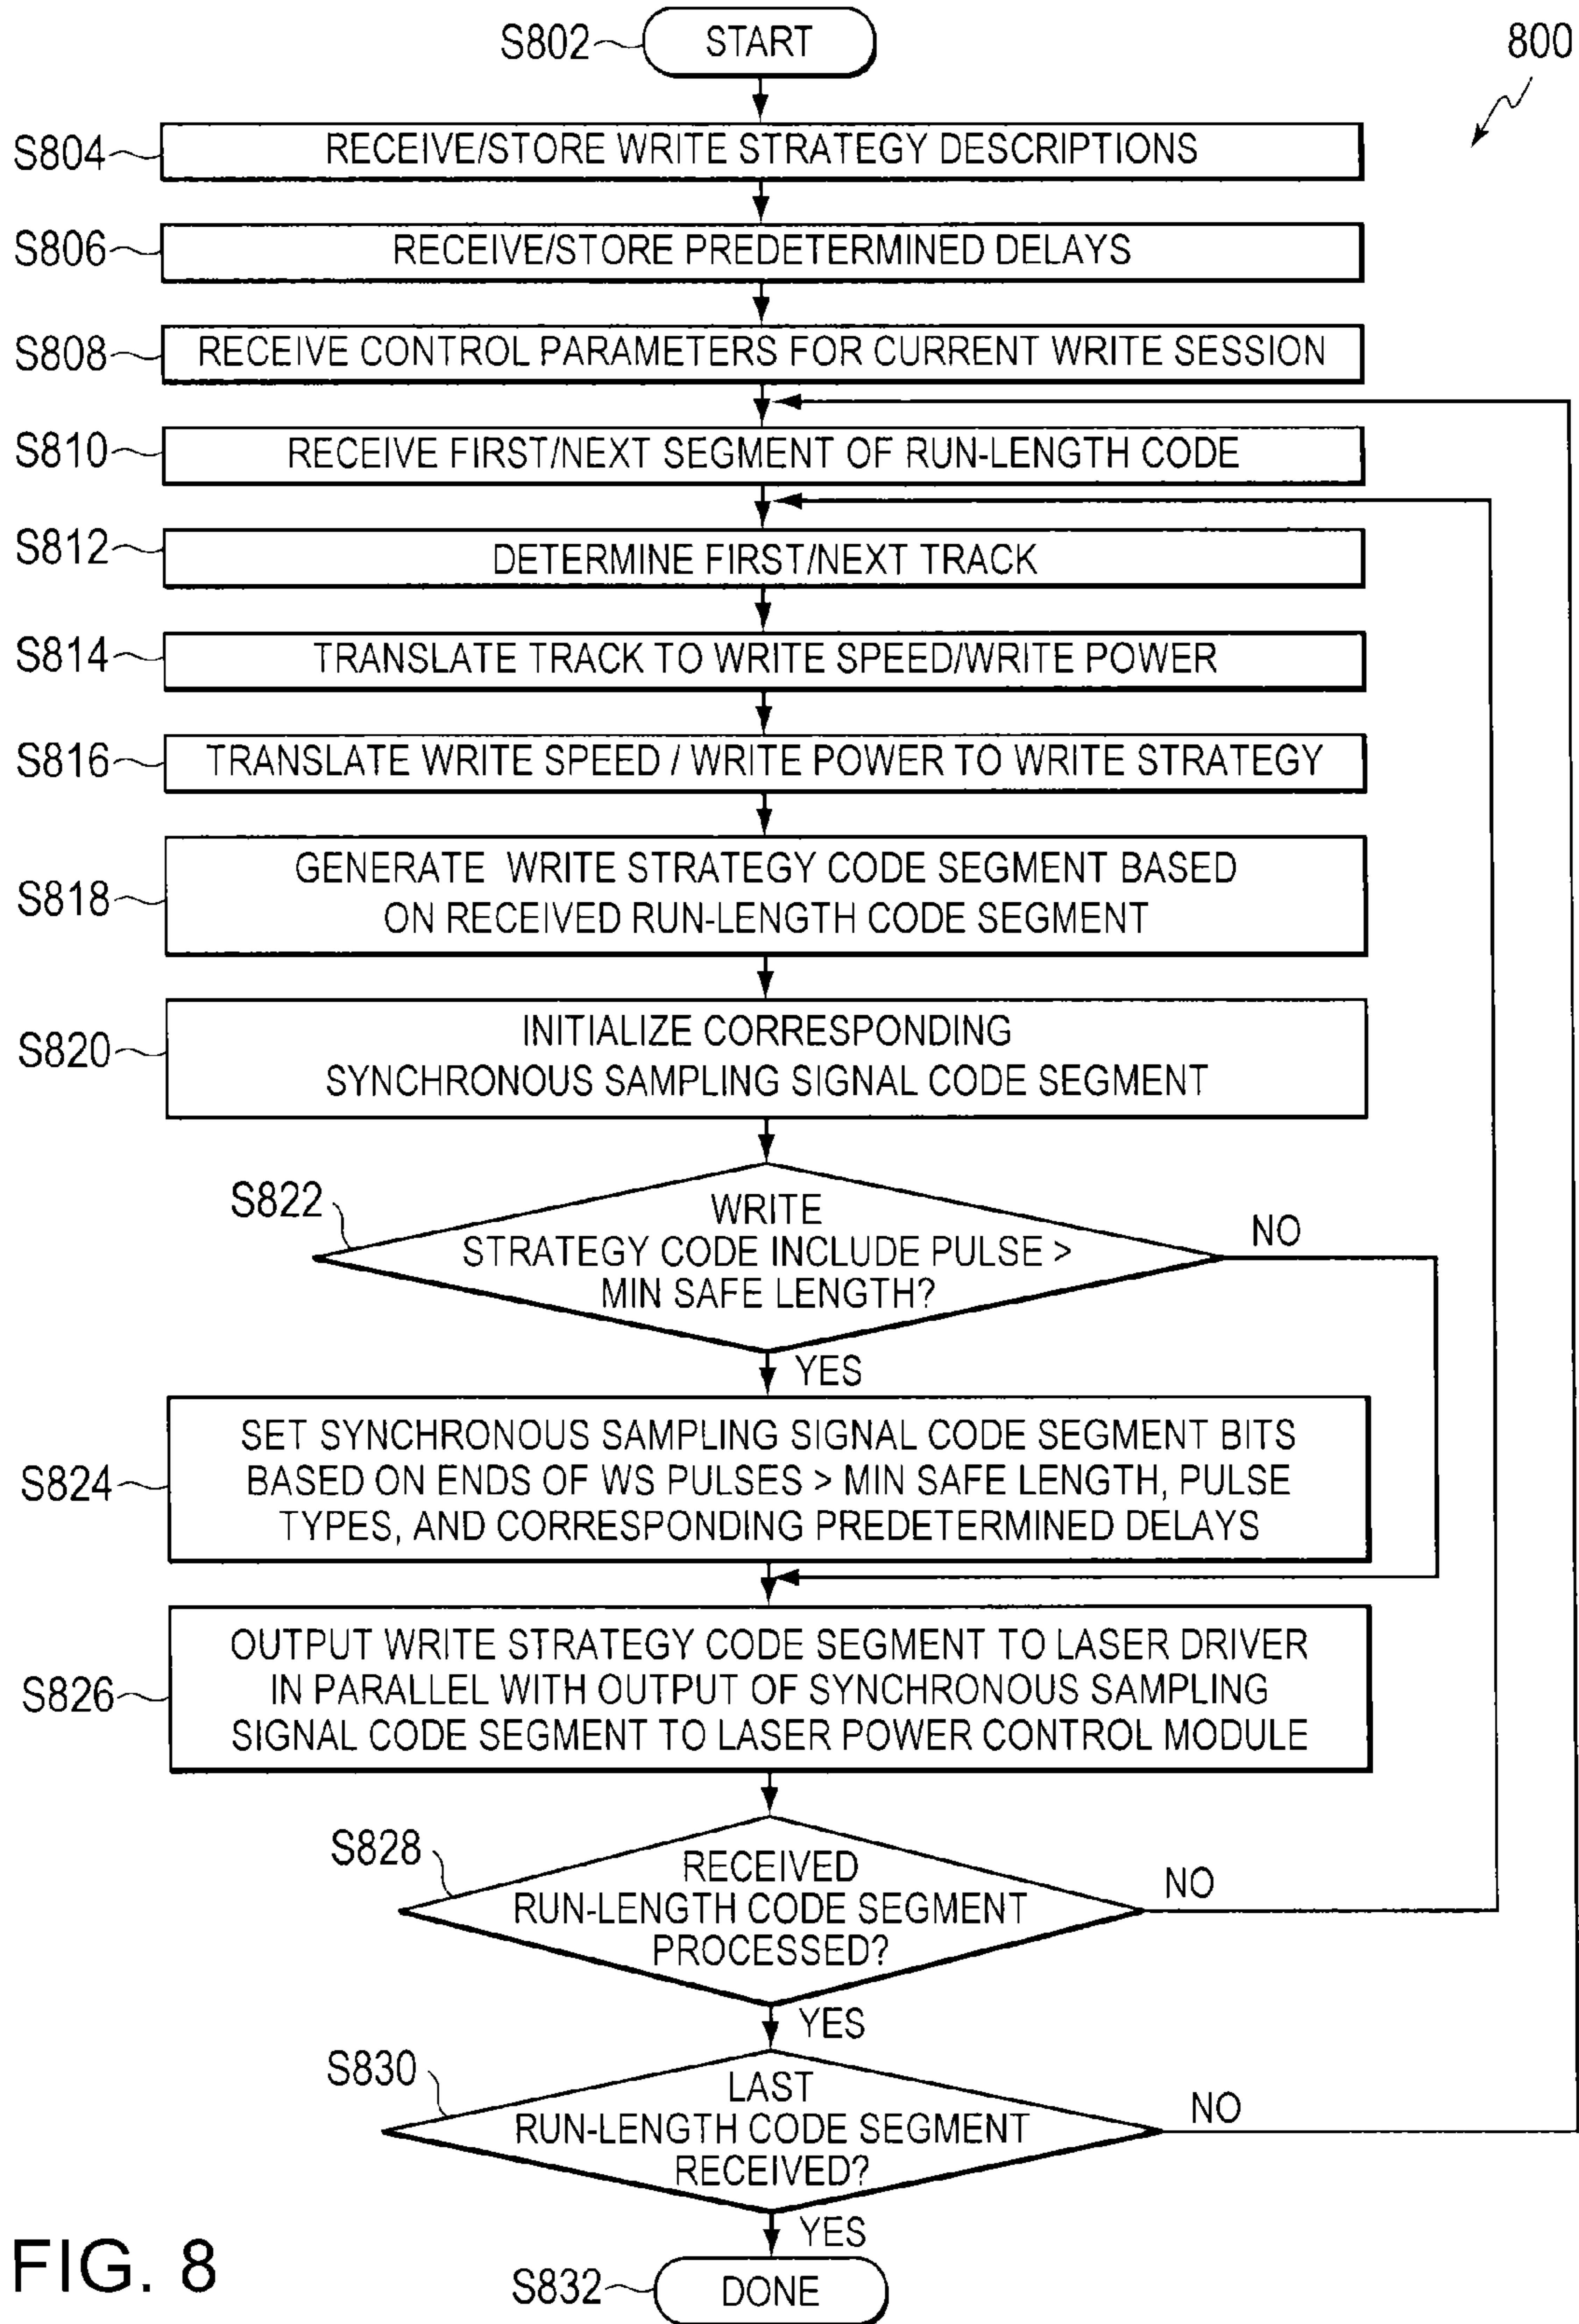 S802
START
800
S804
RECEIVE/STORE WRITE STRATEGY DESCRIPTIONS
S806
RECEIVE/STORE PREDETERMINED DELAYS
S808
RECEIVE CONTROL PARAMETERS FOR CURRENT WRITE SESSION
S810
RECEIVE FIRST/NEXT SEGMENT OF RUN-LENGTH CODE
S812
DETERMINE FIRST/NEXT TRACK
S814
TRANSLATE TRACK TO WRITE SPEED/WRITE POWER
S816
TRANSLATE WRITE SPEED / WRITE POWER TO WRITE STRATEGY
S818
GENERATE WRITE STRATEGY CODE SEGMENT BASED
ON RECEIVED RUN-LENGTH CODE SEGMENT
S820
INITIALIZE CORRESPONDING
SYNCHRONOUS SAMPLING SIGNAL CODE SEGMENT
S822
WRITE
STRATEGY CODE INCLUDE PULSE >
MIN SAFE LENGTH?
NO
YES
S824
SET SYNCHRONOUS SAMPLING SIGNAL CODE SEGMENT BITS
BASED ON ENDS OF WS PULSES > MIN SAFE LENGTH, PULSE
TYPES, AND CORRESPONDING PREDETERMINED DELAYS
S826
OUTPUT WRITE STRATEGY CODE SEGMENT TO LASER DRIVER
IN PARALLEL WITH OUTPUT OF SYNCHRONOUS SAMPLING
SIGNAL CODE SEGMENT TO LASER POWER CONTROL MODULE
S828
RECEIVED
RUN-LENGTH CODE SEGMENT
PROCESSED?
NO
YES
S830
LAST
RUN-LENGTH CODE SEGMENT
RECEIVED?
NO
YES
S832
DONE
FIG. 8